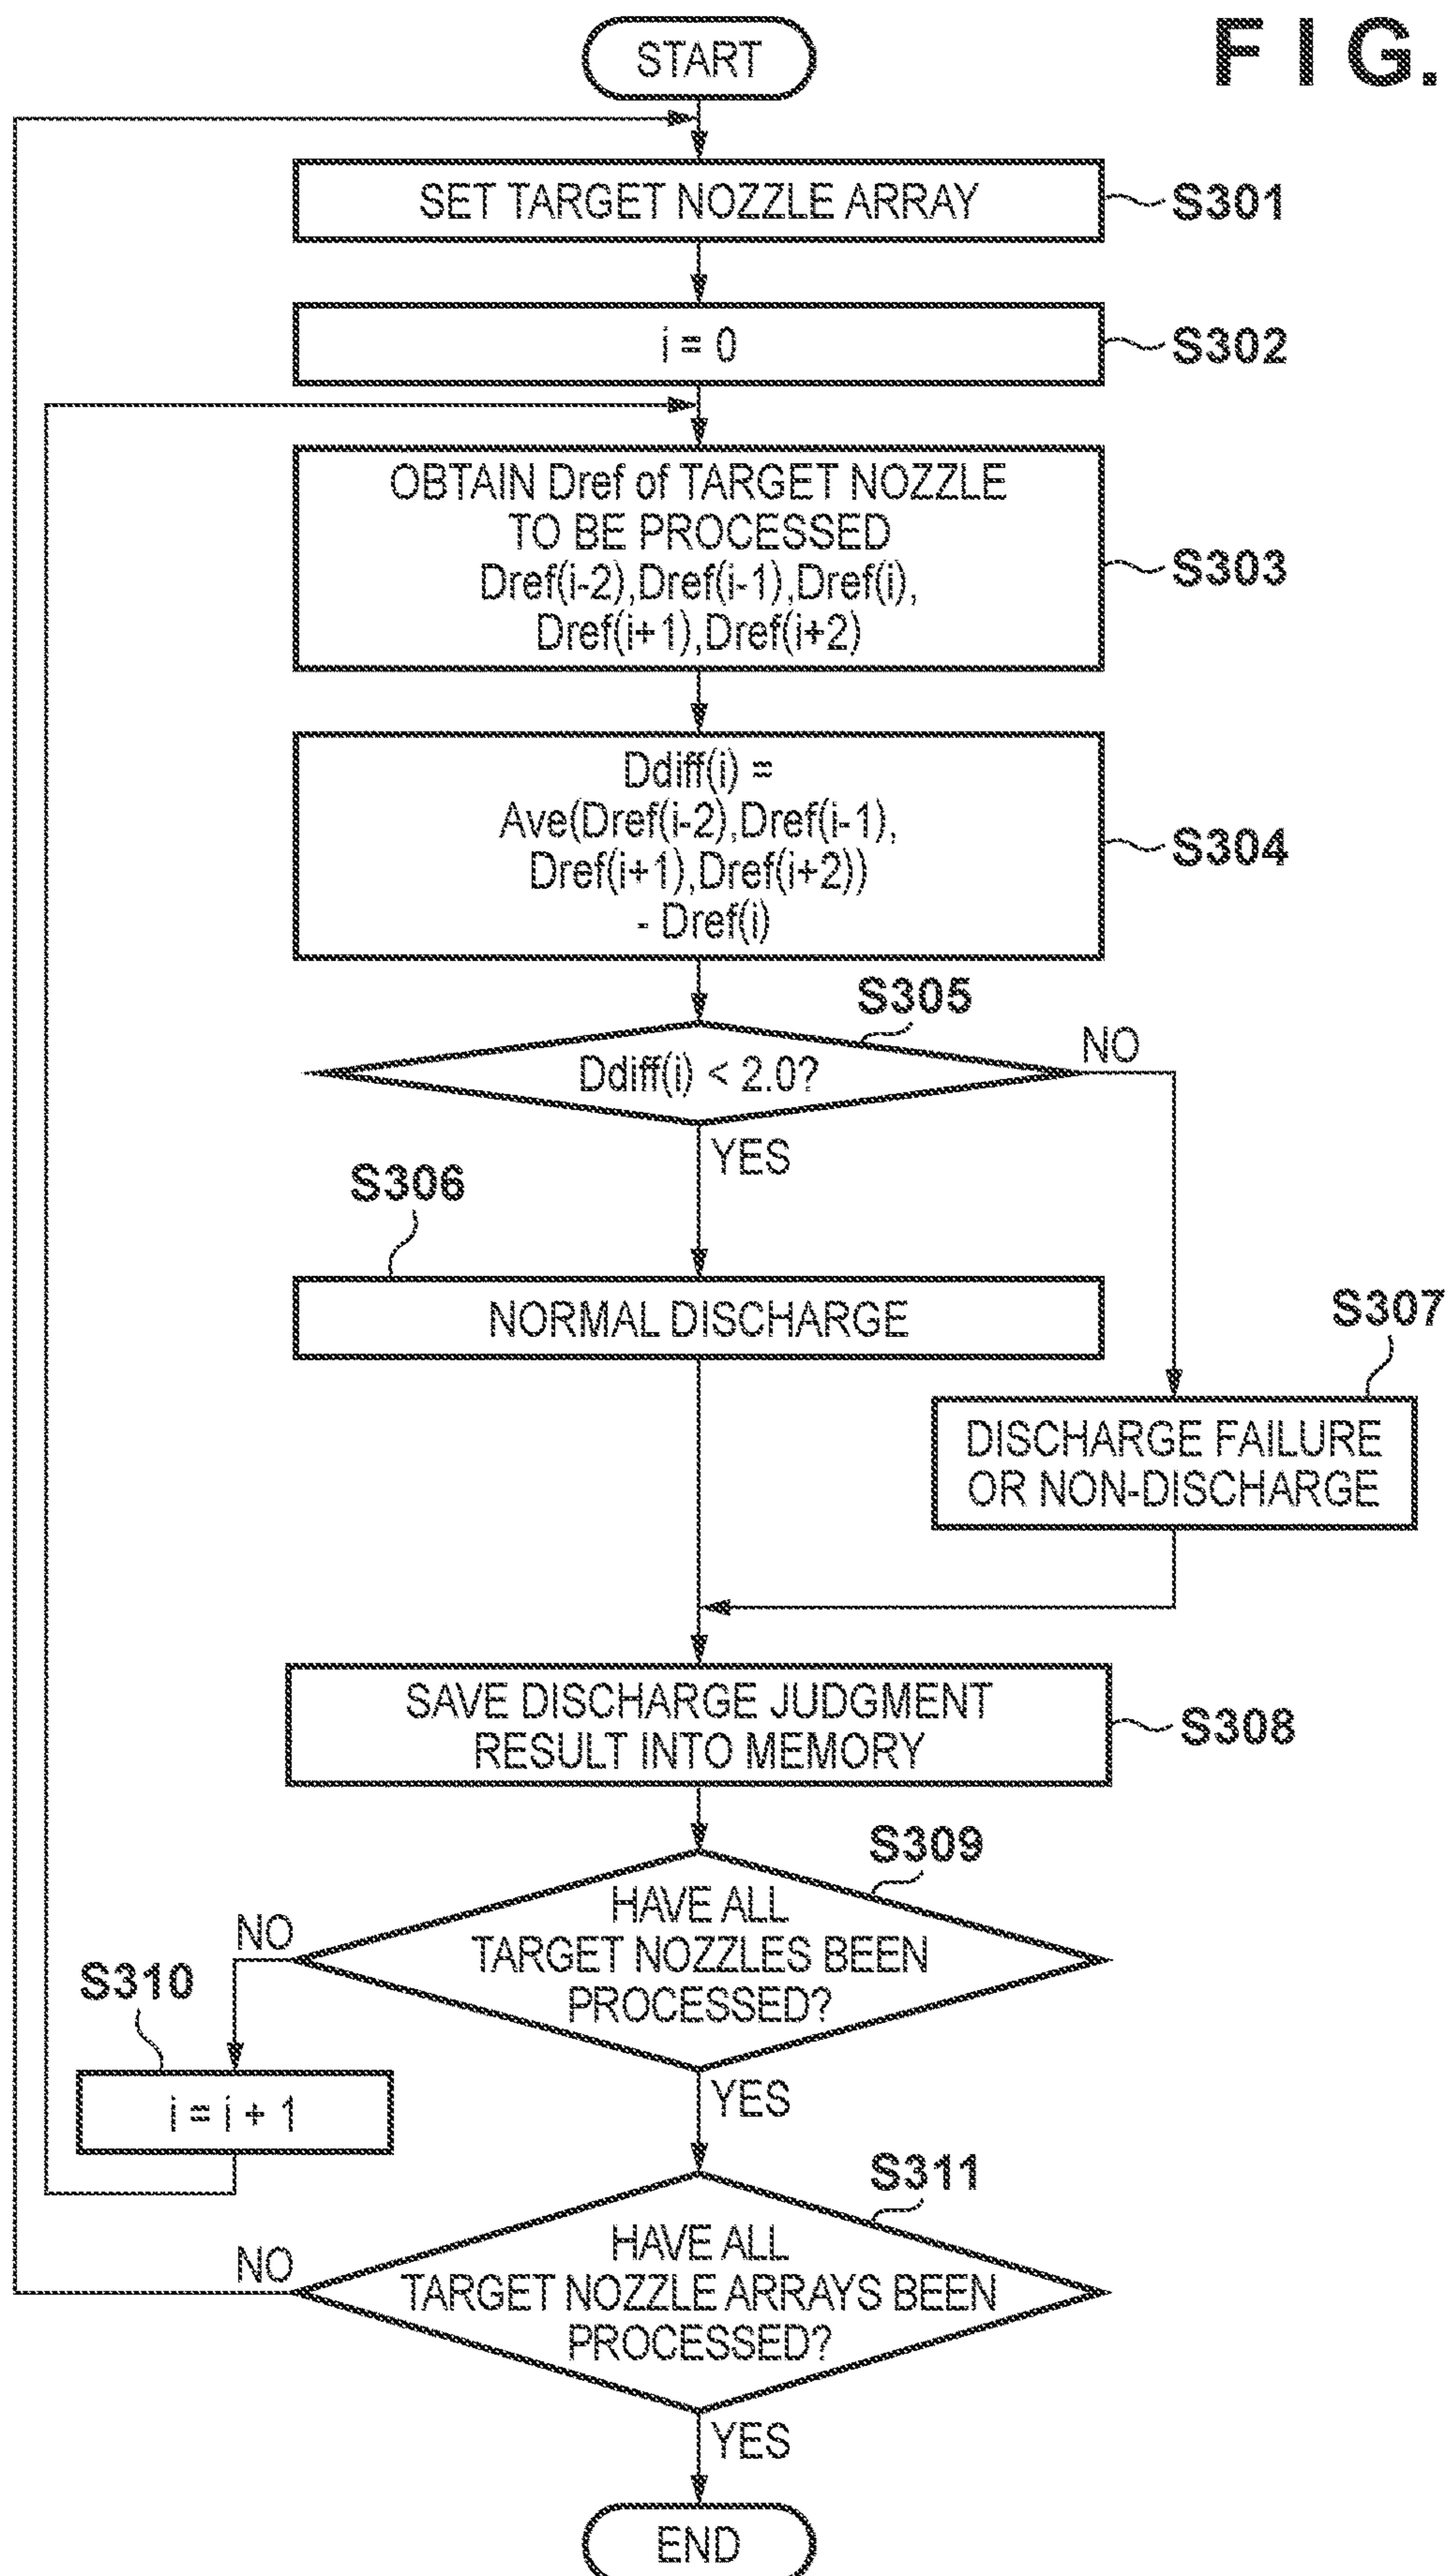 FIG.
START
SET TARGET NOZZLE ARRAY
S301
i = 0
S302
OBTAIN Dref of TARGET NOZZLE
TO BE PROCESSED
Dref(i-2),Dref(i-1),Dref(i),
Dref(i+1),Dref(i+2)
S303
Ddiff(i) =
Ave(Dref(i-2),Dref(i-1),
Dref(i+1),Dref(i+2))
- Dref(i)
S304
S305
Ddiff(i) < 2.0?
NO
YES
S306
NORMAL DISCHARGE
S307
DISCHARGE FAILURE
OR NON-DISCHARGE
SAVE DISCHARGE JUDGMENT
RESULT INTO MEMORY
S308
S309
HAVE ALL
TARGET NOZZLES BEEN
PROCESSED?
NO
S310
i = i + 1
YES
S311
HAVE ALL
TARGET NOZZLE ARRAYS BEEN
PROCESSED?
NO
YES
END